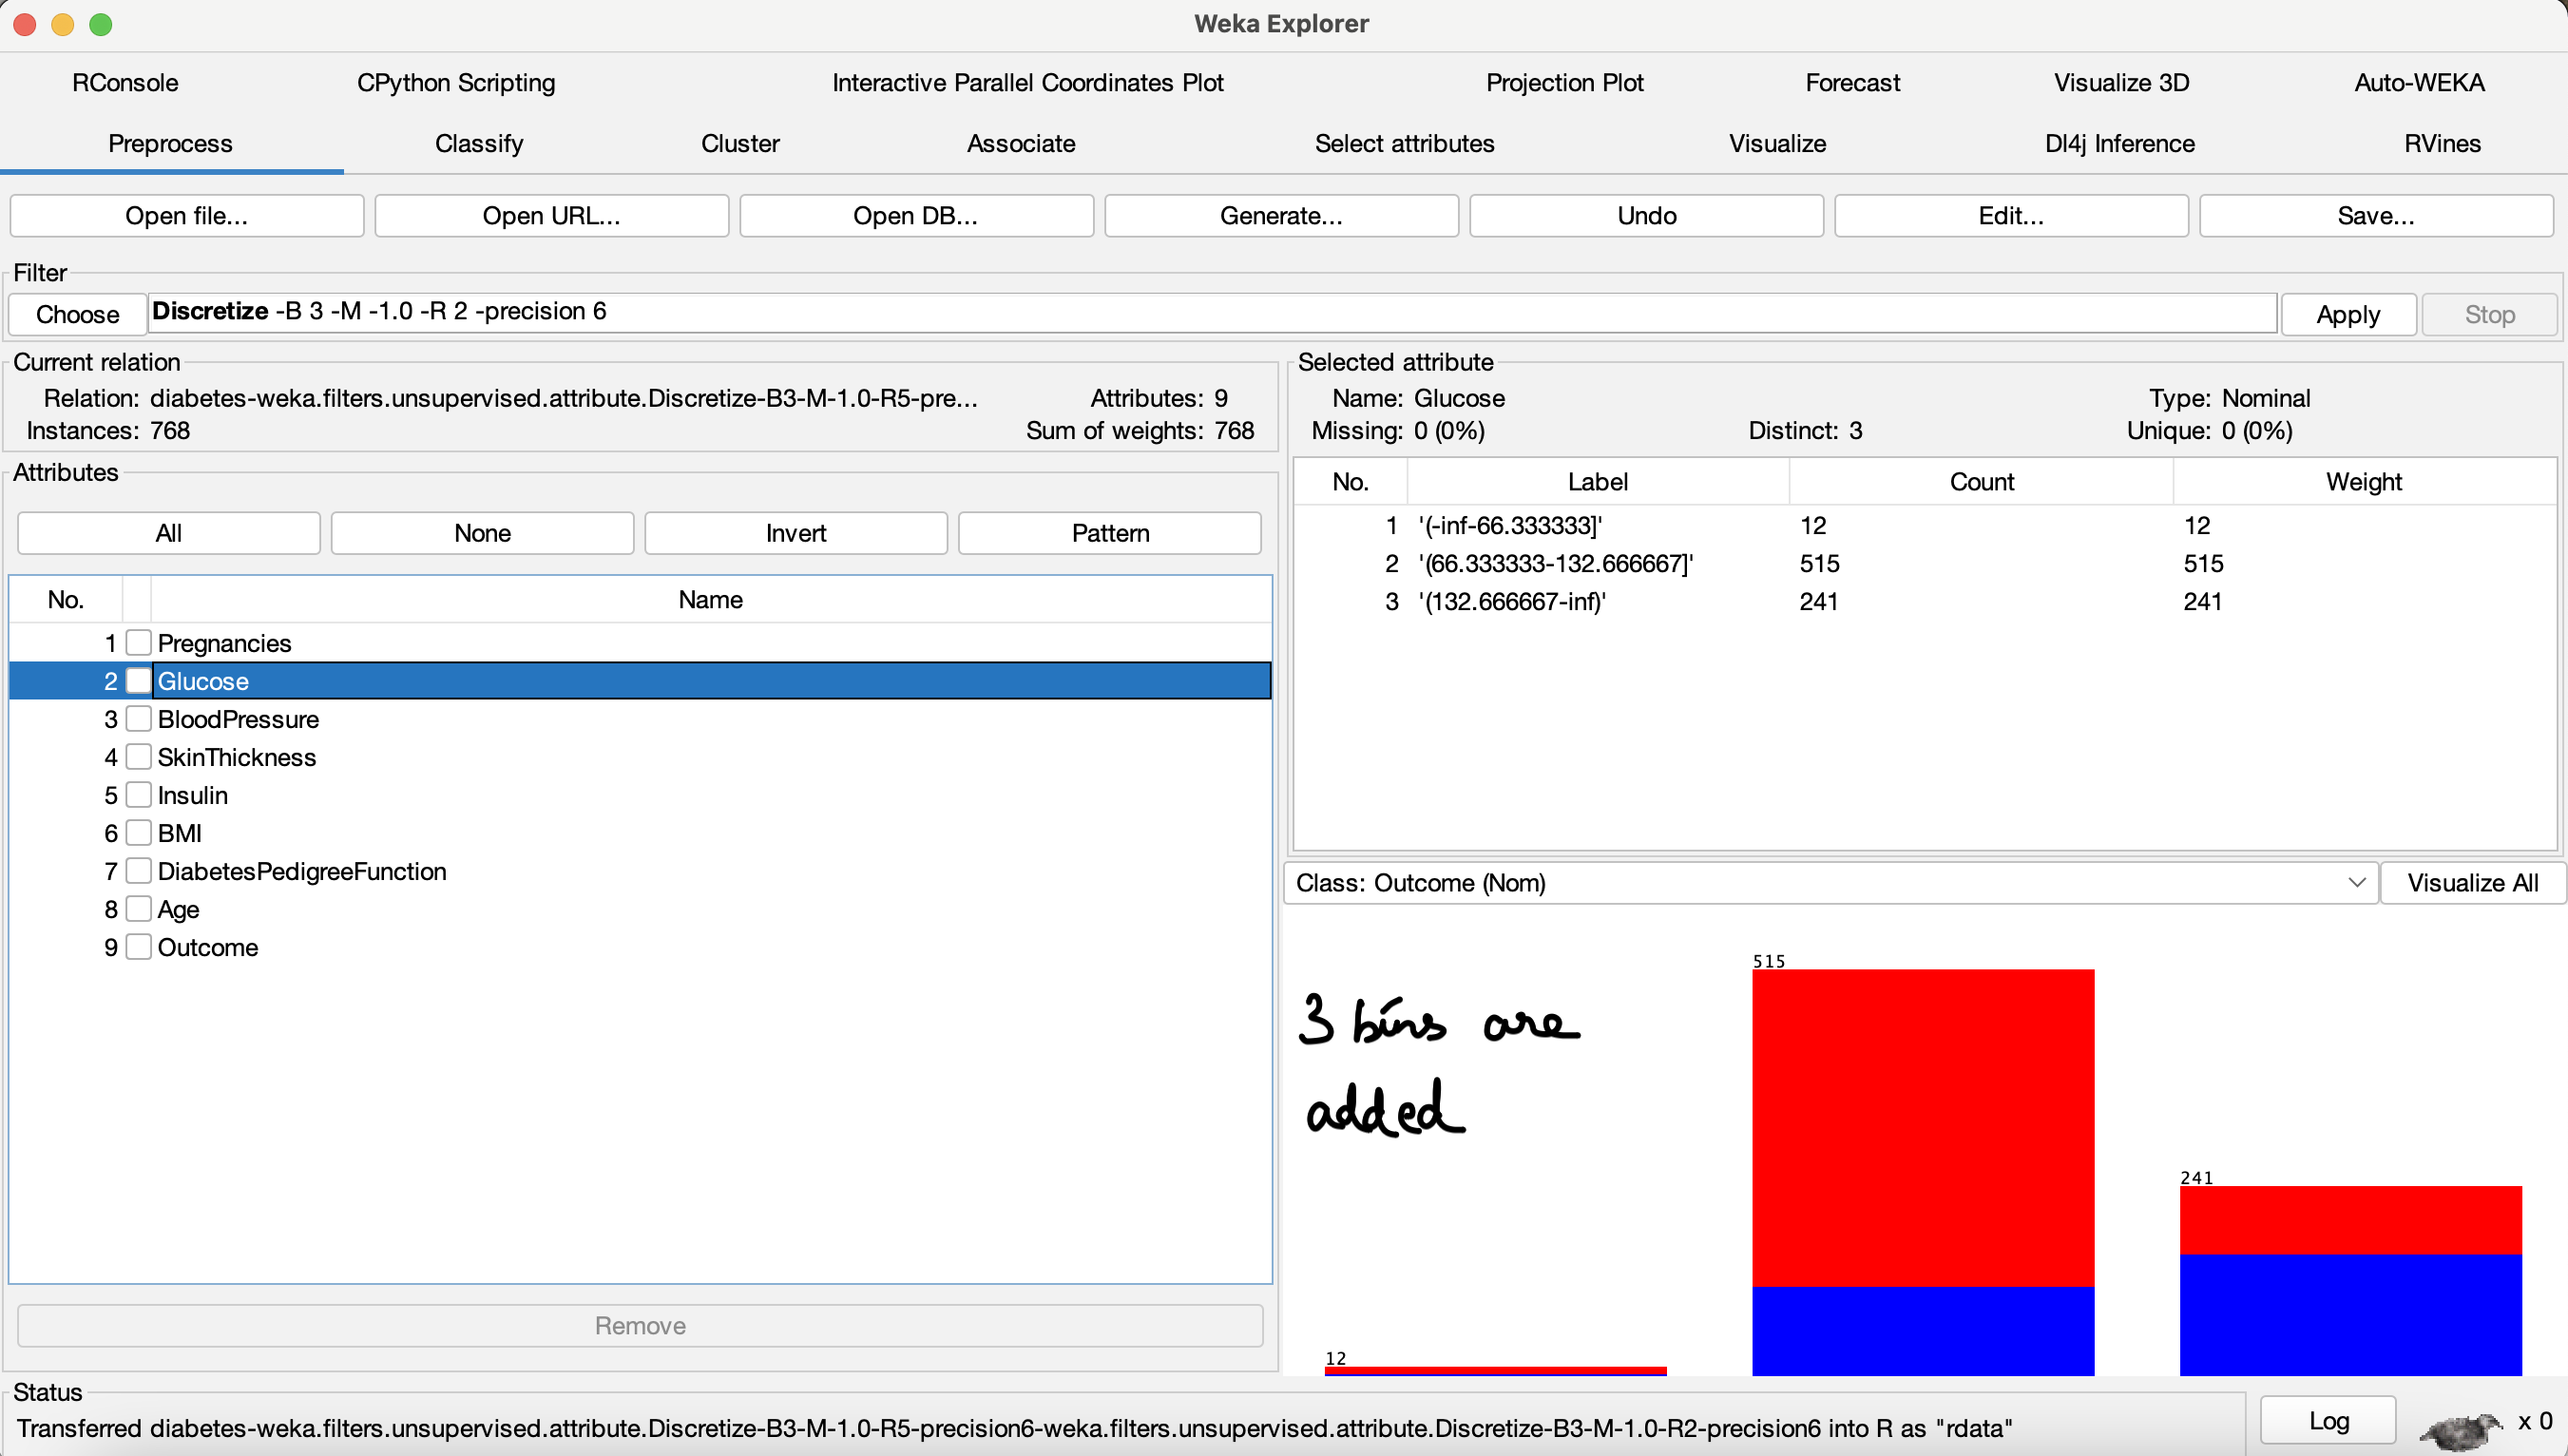 Weka Explorer
RConsole CPython Scripting Interactive Parallel Coordinates Plot Projection Plot Forecast Visualize 3D Auto-WEKA
Preprocess Classify Cluster Associate Select attributes Visualize Dl4j Inference RVines
Open file... Open URL... Open DB... Generate... Undo Edit... Save...
Filter
Choose Discretize -B 3 -M -1.0 -R 2 -precision 6 Apply Stop
Current relation
Relation: diabetes-weka.filters.unsupervised.attribute.Discretize-B3-M-1.0-R5-pre... Attributes: 9
Instances: 768 Sum of weights: 768
Attributes
All None Invert Pattern
No. Name
1 Pregnancies
2 Glucose
3 BloodPressure
4 SkinThickness
5 Insulin
6 BMI
7 DiabetesPedigreeFunction
8 Age
9 Outcome
Remove
Selected attribute
Name: Glucose Type: Nominal
Missing: 0 (0%) Distinct: 3 Unique: 0 (0%)
No. Label Count Weight
1 '(-inf-66.333333]' 12 12
2 '(66.333333-132.666667]' 515 515
3 '(132.666667-inf)' 241 241
Class: Outcome (Nom) Visualize All
515
3 bins are
added
241
12
Status
Transferred diabetes-weka.filters.unsupervised.attribute.Discretize-B3-M-1.0-R5-precision6-weka.filters.unsupervised.attribute.Discretize-B3-M-1.0-R2-precision6 into R as "rdata"
Log x 0